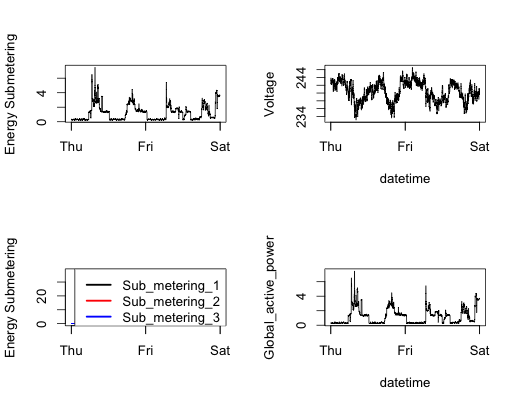 Energy Submetering
4
0
Thu Fri Sat
Voltage
244
234
Thu Fri Sat
datetime
Energy Submetering
20
0
Sub_metering_1
Sub_metering_2
Sub_metering_3
Thu Fri Sat
Global_active_power
4
0
Thu Fri Sat
datetime